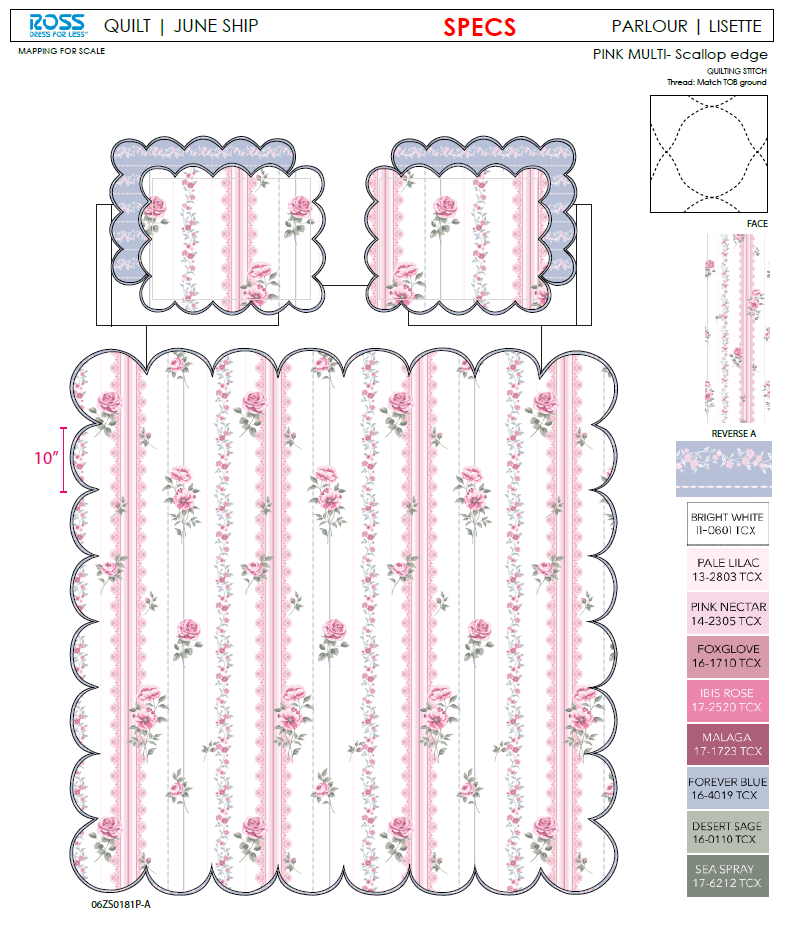 ROSS
DRESS FOR LESS
QUILT | JUNE SHIP
SPECS
PARLOUR | LISETTE
MAPPING FOR SCALE
PINK MULTI- Scallop edge
QUILTING STITCH
Thread: Match TOB ground
FACE
REVERSE A
10”
BRIGHT WHITE
11-0601 TCX
PALE LILAC
13-2803 TCX
PINK NECTAR
14-2305 TCX
FOXGLOVE
16-1710 TCX
IBIS ROSE
17-2520 TCX
MALAGA
17-1723 TCX
FOREVER BLUE
16-4019 TCX
DESERT SAGE
16-0110 TCX
SEA SPRAY
17-6212 TCX
06ZS0181P-A